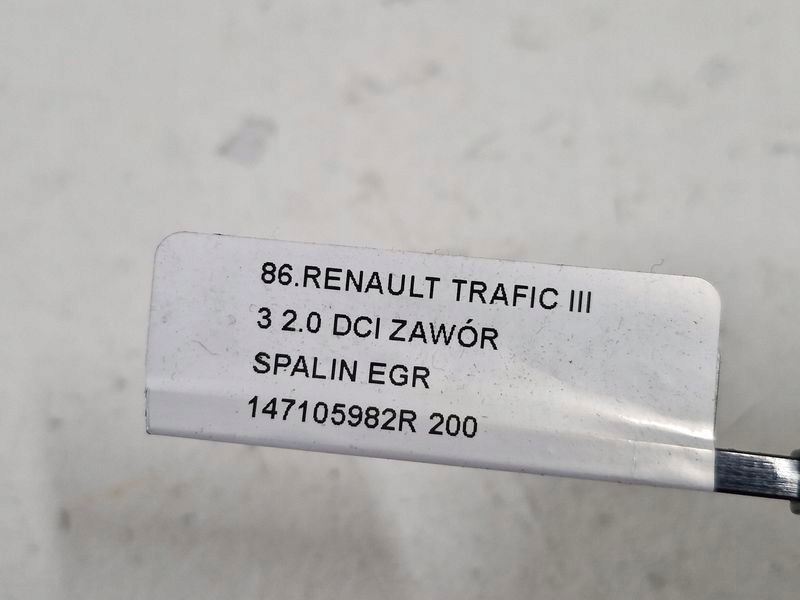 86.RENAULT TRAFIC III
3 2.0 DCI ZAWÓR
SPALIN EGR
147105982R 200